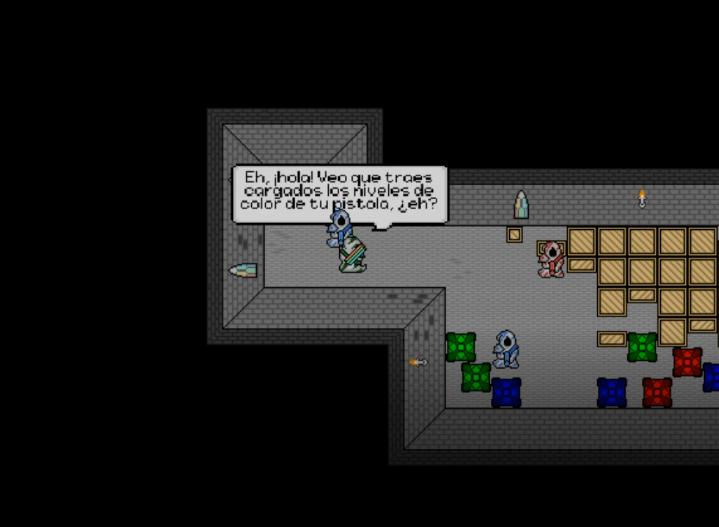 Eh, ¡hola! Veo que traes
cargados los niveles de
color de tu pistola, ¿eh?